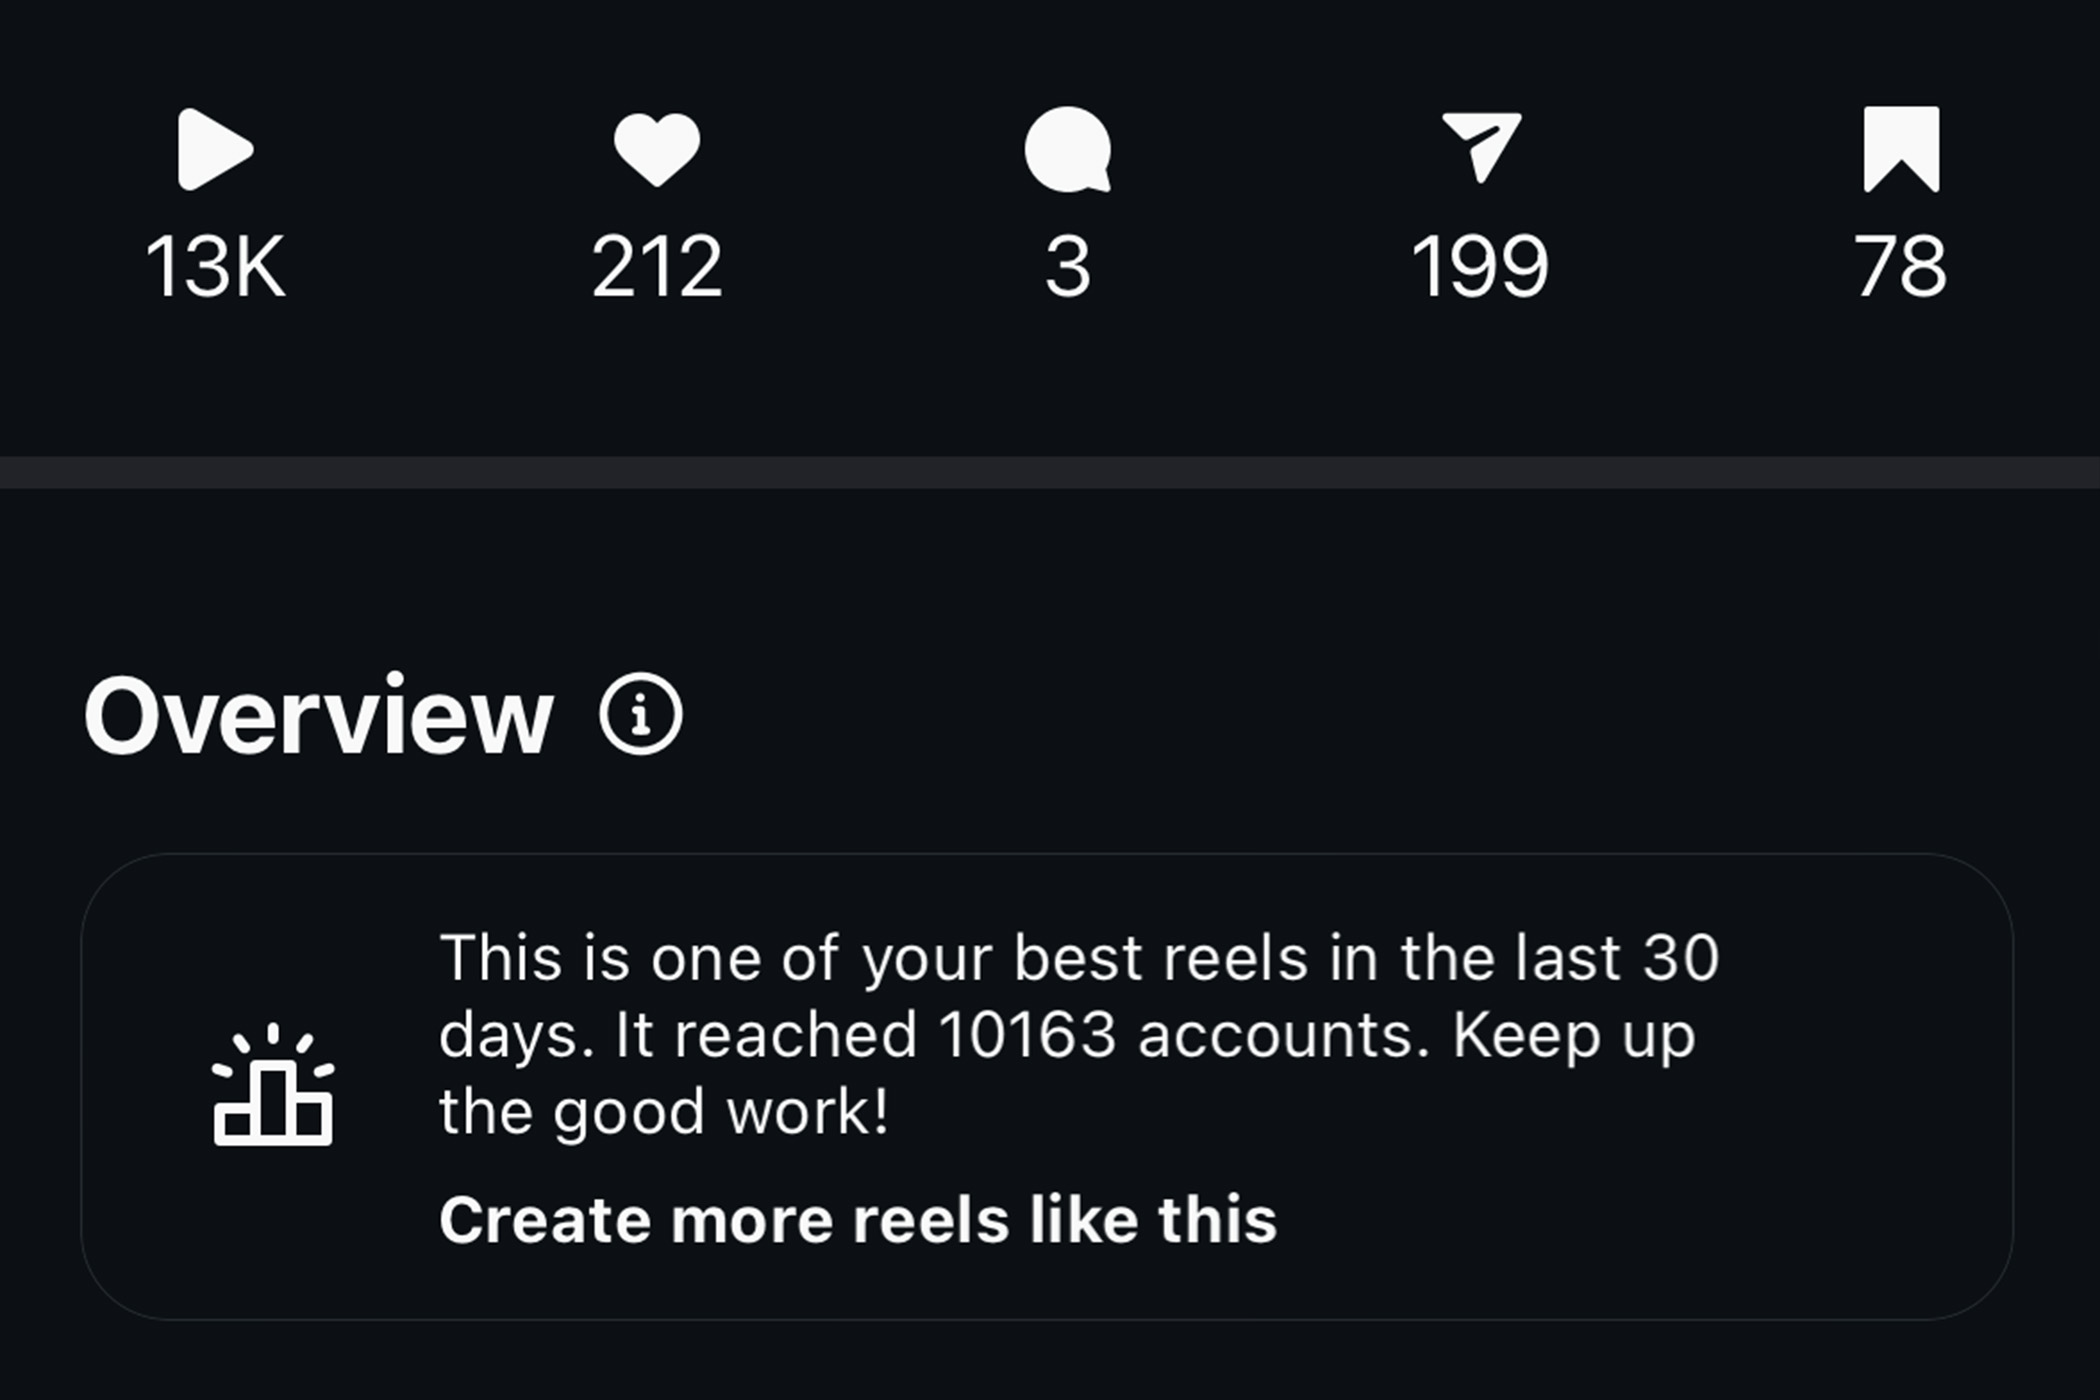 13K 212 3 199 78
Overview
This is one of your best reels in the last 30
days. It reached 10163 accounts. Keep up
the good work!
Create more reels like this